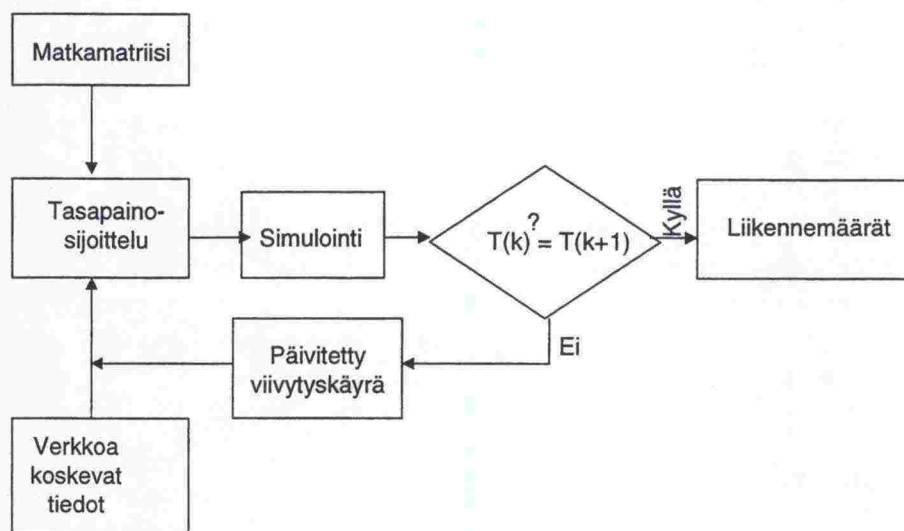 Matkamatriisi
Tasapaino-
sijoittelu
Simulointi
?
T(k) = T(k+1)
Kyllä
Liikennemäärät
Ei
Päivitetty
viivytyskäyrä
Verkkoa
koskevat
tiedot